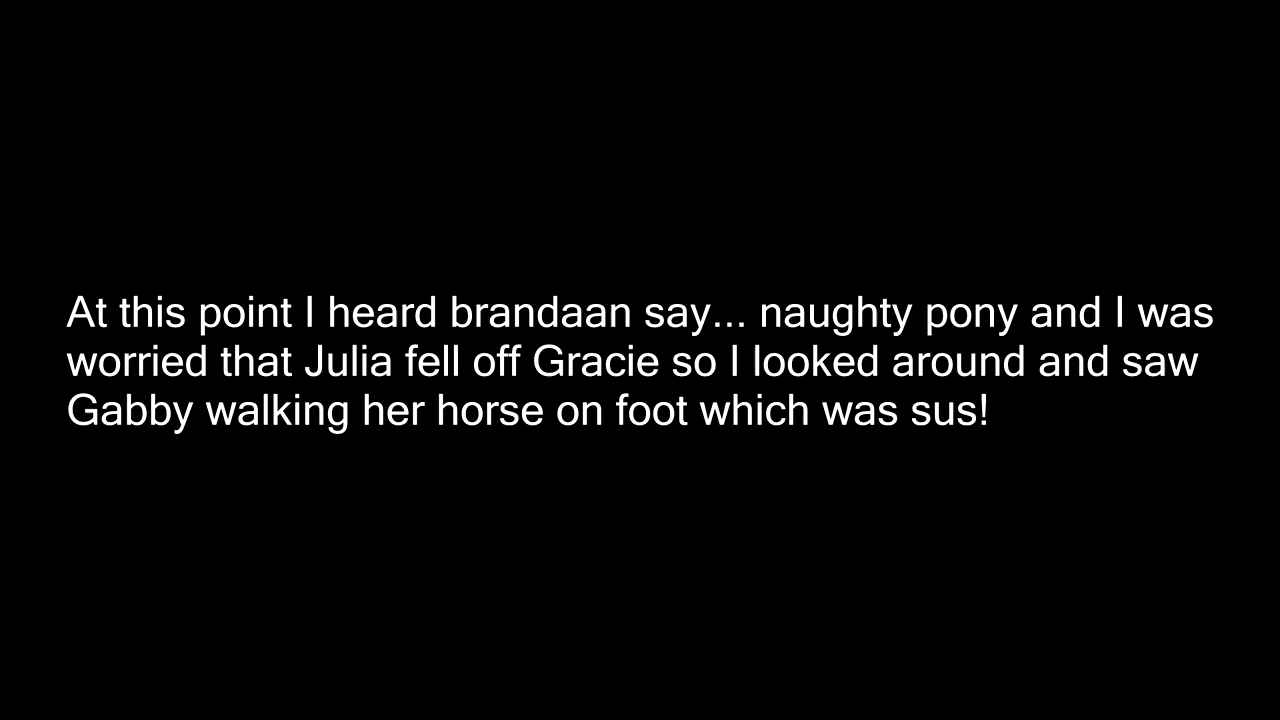 At this point I heard brandaan say... naughty pony and I was
worried that Julia fell off Gracie so I looked around and saw
Gabby walking her horse on foot which was sus!